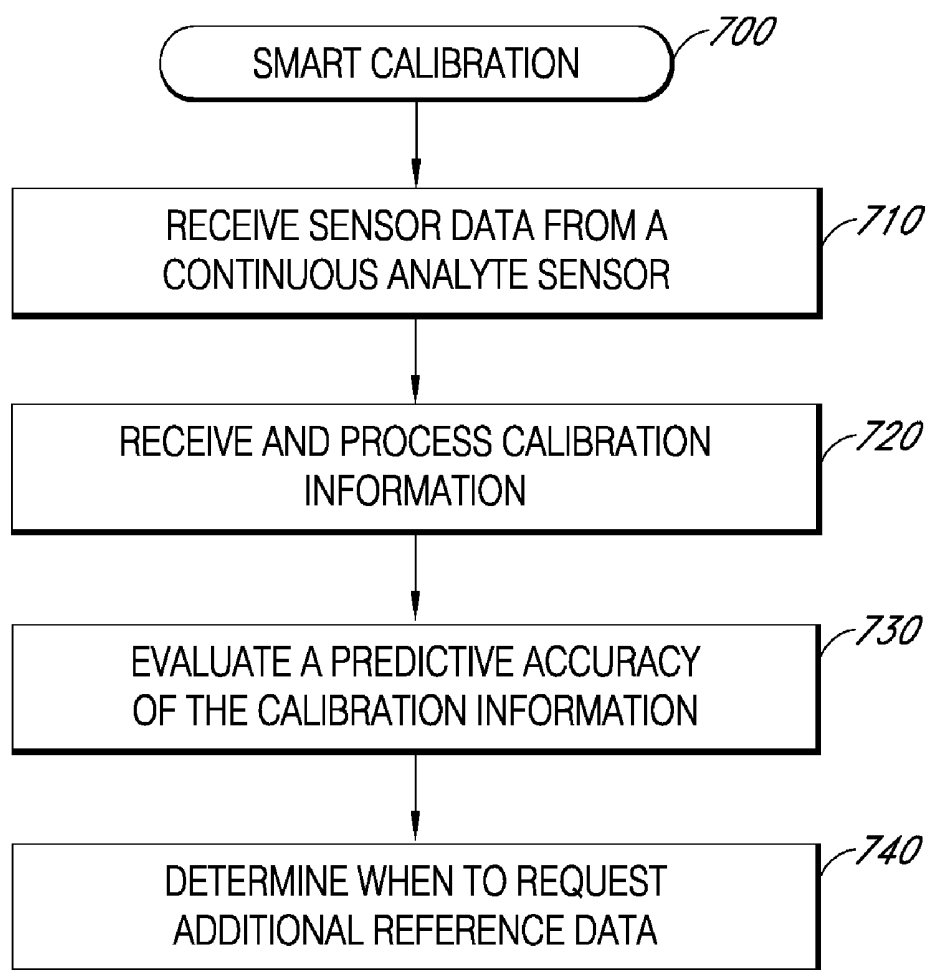 SMART CALIBRATION
700
RECEIVE SENSOR DATA FROM A
CONTINUOUS ANALYTE SENSOR
710
RECEIVE AND PROCESS CALIBRATION
INFORMATION
720
EVALUATE A PREDICTIVE ACCURACY
OF THE CALIBRATION INFORMATION
730
DETERMINE WHEN TO REQUEST
ADDITIONAL REFERENCE DATA
740